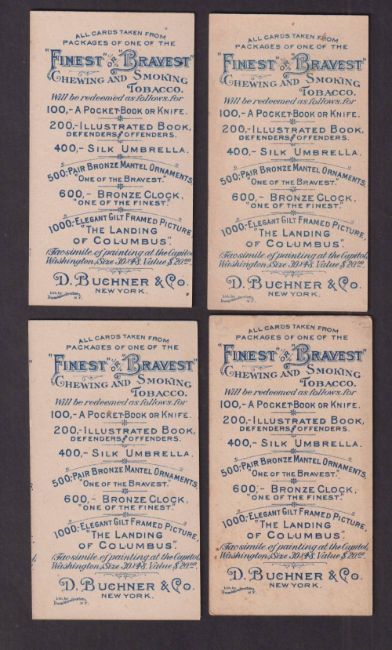 ALL CARDS TAKEN FROM
PACKAGES OF ONE OF THE
"FINEST" OR "BRAVEST"
CHEWING AND SMOKING
TOBACCO.
Will be redeemed as follows. for
100,- A POCKET-BOOK OR KNIFE.
200,- ILLUSTRATED BOOK,
DEFENDERS AND OFFENDERS.
400,- SILK UMBRELLA.
500,- PAIR BRONZE MANTEL ORNAMENTS,
"ONE OF THE BRAVEST."
600,- BRONZE CLOCK,
"ONE OF THE FINEST."
1000,- ELEGANT GILT FRAMED PICTURE,
"THE LANDING
OF COLUMBUS".
(Facsimile of painting at the Capitol,
Washington, Size 30x48. Value $20.00.
D. BUCHNER & CO.
NEW YORK.
ALL CARDS TAKEN FROM
PACKAGES OF ONE OF THE
"FINEST" OR "BRAVEST"
CHEWING AND SMOKING
TOBACCO.
Will be redeemed as follows. for
100,- A POCKET-BOOK OR KNIFE.
200,- ILLUSTRATED BOOK,
DEFENDERS AND OFFENDERS.
400,- SILK UMBRELLA.
500,- PAIR BRONZE MANTEL ORNAMENTS,
"ONE OF THE BRAVEST."
600,- BRONZE CLOCK,
"ONE OF THE FINEST."
1000,- ELEGANT GILT FRAMED PICTURE,
"THE LANDING
OF COLUMBUS".
(Facsimile of painting at the Capitol,
Washington, Size 30x48. Value $20.00.
D. BUCHNER & CO.
NEW YORK.
ALL CARDS TAKEN FROM
PACKAGES OF ONE OF THE
"FINEST" OR "BRAVEST"
CHEWING AND SMOKING
TOBACCO.
Will be redeemed as follows. for
100,- A POCKET-BOOK OR KNIFE.
200,- ILLUSTRATED BOOK,
DEFENDERS AND OFFENDERS.
400,- SILK UMBRELLA.
500,- PAIR BRONZE MANTEL ORNAMENTS,
"ONE OF THE BRAVEST."
600,- BRONZE CLOCK,
"ONE OF THE FINEST."
1000,- ELEGANT GILT FRAMED PICTURE,
"THE LANDING
OF COLUMBUS".
(Facsimile of painting at the Capitol,
Washington, Size 30x48. Value $20.00.
D. BUCHNER & CO.
NEW YORK.
ALL CARDS TAKEN FROM
PACKAGES OF ONE OF THE
"FINEST" OR "BRAVEST"
CHEWING AND SMOKING
TOBACCO.
Will be redeemed as follows. for
100,- A POCKET-BOOK OR KNIFE.
200,- ILLUSTRATED BOOK,
DEFENDERS AND OFFENDERS.
400,- SILK UMBRELLA.
500,- PAIR BRONZE MANTEL ORNAMENTS,
"ONE OF THE BRAVEST."
600,- BRONZE CLOCK,
"ONE OF THE FINEST."
1000,- ELEGANT GILT FRAMED PICTURE,
"THE LANDING
OF COLUMBUS".
(Facsimile of painting at the Capitol,
Washington, Size 30x48. Value $20.00.
D. BUCHNER & CO.
NEW YORK.